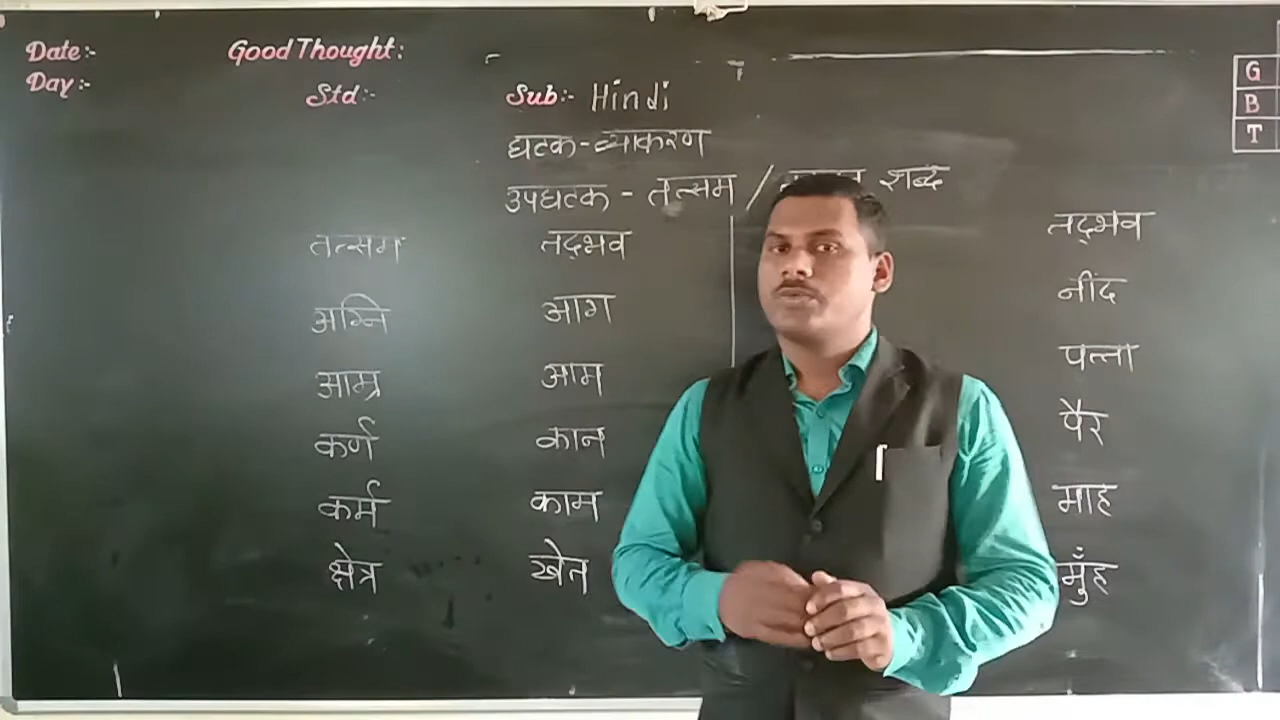 Date:-
Good Thought:
Day:-
Std:-
Sub:- Hindi
घटक-व्याकरण
उपघटक - तत्सम / शब्द
तत्सम तद्भव
अग्नि आग
आम्र आम
कर्ण कान
कर्म काम
क्षेत्र खेत
तद्भव
नींद
पत्ता
पैर
माह
मुँह
G
B
T